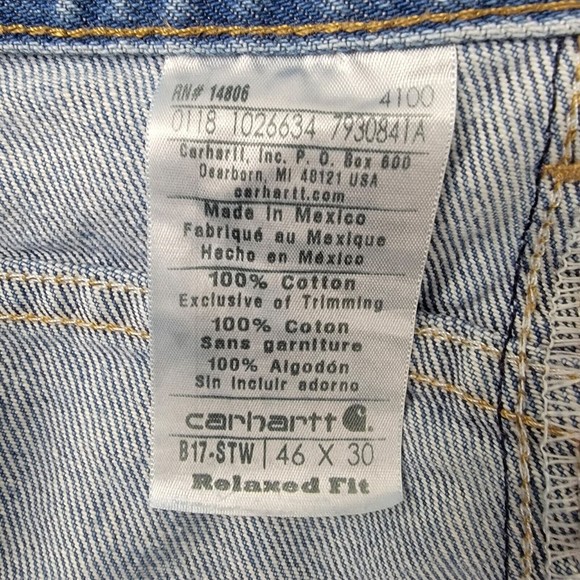 RN# 14806 4100
0118 1026634 7930841A
Carhartt, Inc. P. O. Box 600
Dearborn, MI 48121 USA
carhartt.com
Made in Mexico
Fabriqué au Mexique
Hecho en México
100% Cotton
Exclusive of Trimming
100% Coton
Sans garniture
100% Algodón
Sin incluir adorno
carhartt
B17-STW | 46 X 30
Relaxed Fit